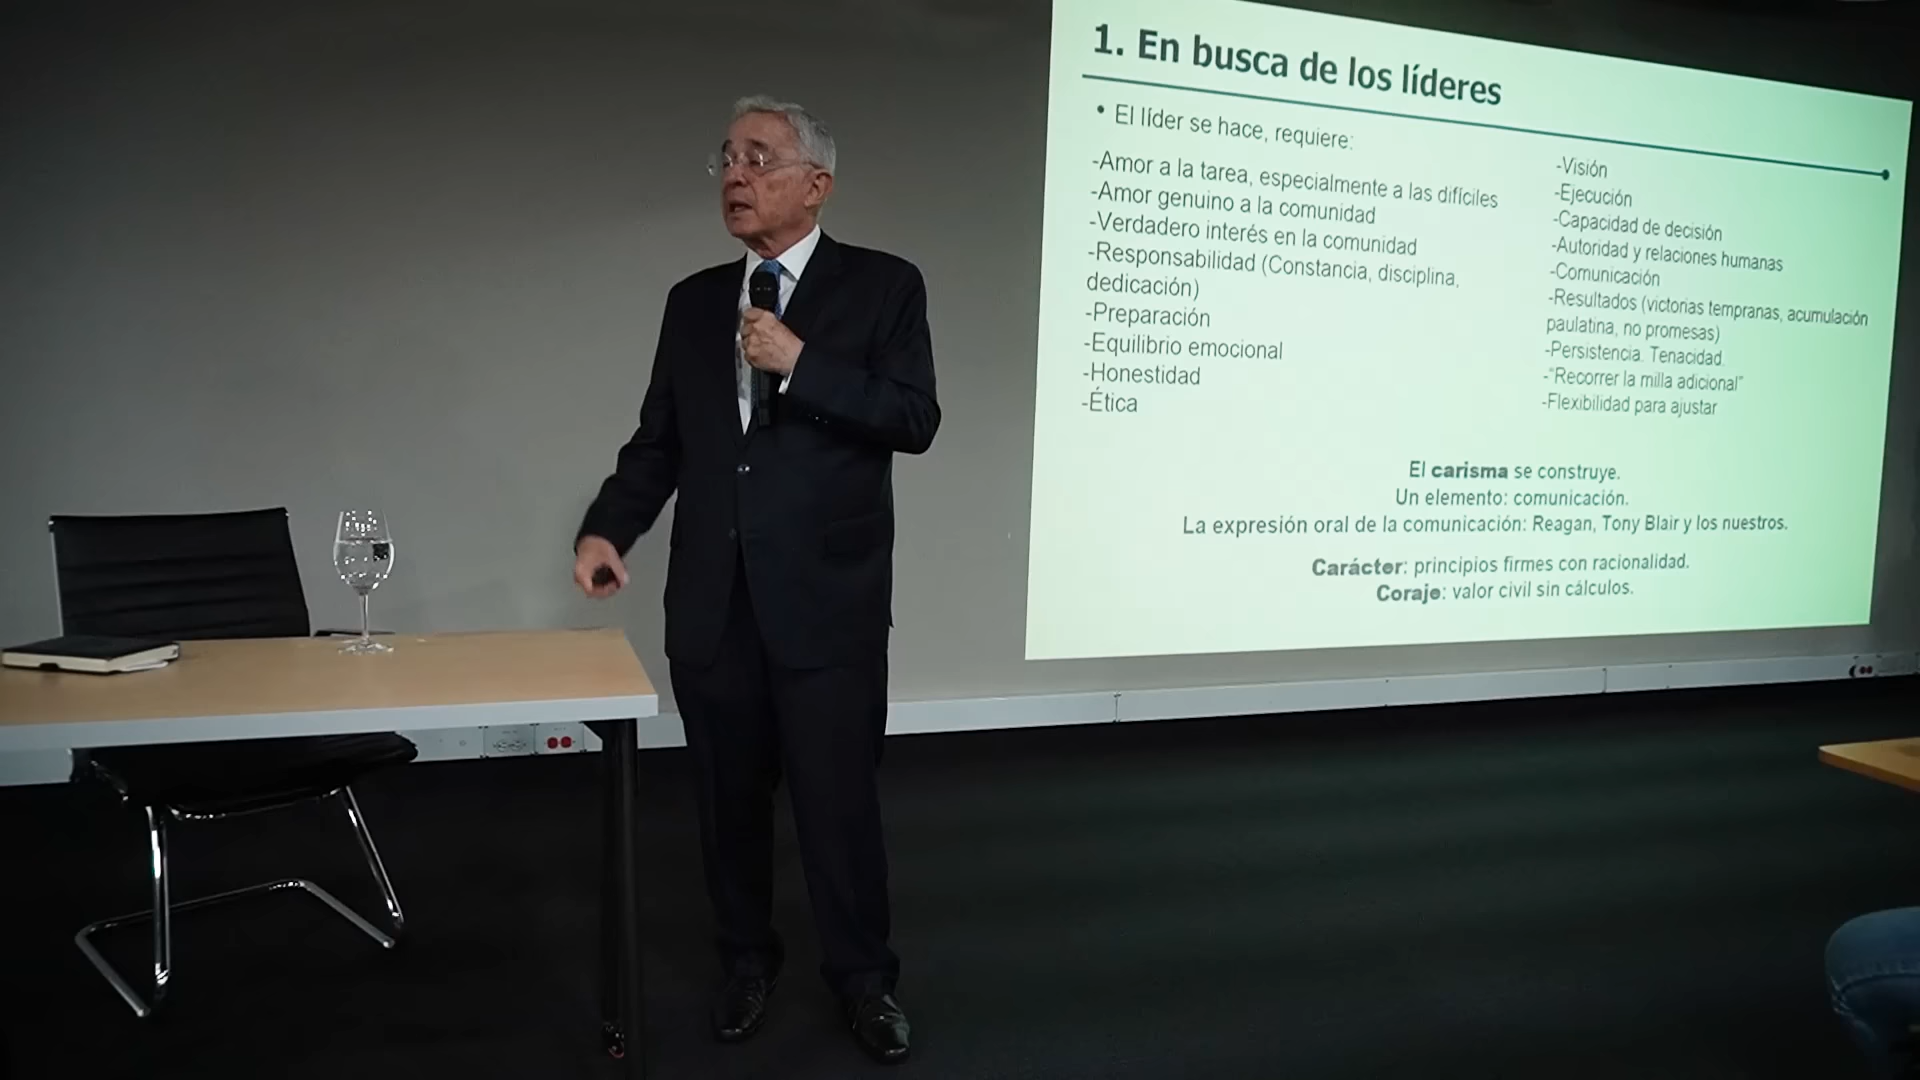 1. En busca de los líderes
• El líder se hace, requiere:
-Amor a la tarea, especialmente a las difíciles
-Amor genuino a la comunidad
-Verdadero interés en la comunidad
-Responsabilidad (Constancia, disciplina,
dedicación)
-Preparación
-Equilibrio emocional
-Honestidad
-Ética
-Visión
-Ejecución
-Capacidad de decisión
-Autoridad y relaciones humanas
-Comunicación
-Resultados (victorias tempranas, acumulación
paulatina, no promesas)
-Persistencia. Tenacidad.
-"Recorrer la milla adicional"
-Flexibilidad para ajustar
El carisma se construye.
Un elemento: comunicación.
La expresión oral de la comunicación: Reagan, Tony Blair y los nuestros.
Carácter: principios firmes con racionalidad.
Coraje: valor civil sin cálculos.